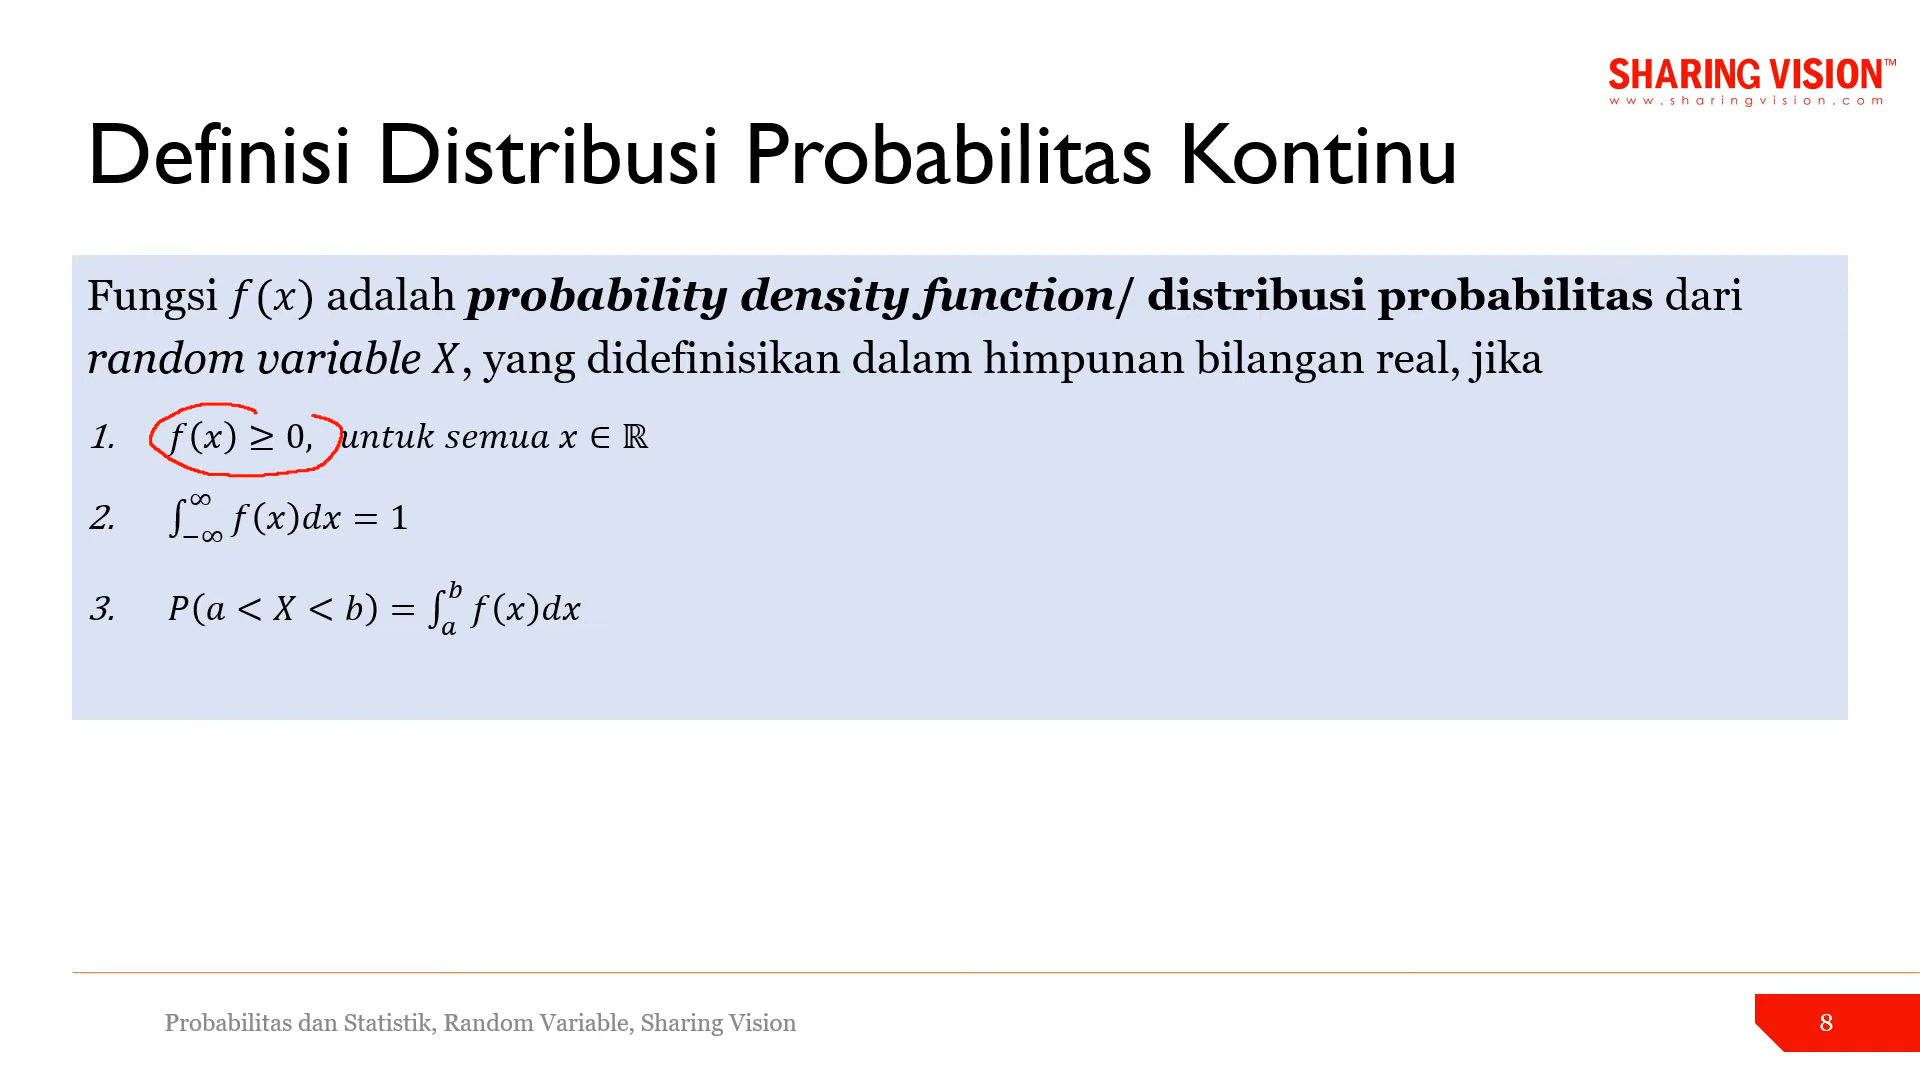 SHARING VISION™
www.sharingvision.com
Definisi Distribusi Probabilitas Kontinu
Fungsi f(x) adalah probability density function/ distribusi probabilitas dari
random variable X, yang didefinisikan dalam himpunan bilangan real, jika
1. f(x) ≥ 0, untuk semua x ∈ ℝ
2. ∫_{−∞}^{∞} f(x)dx = 1
3. P(a < X < b) = ∫_a^b f(x)dx
Probabilitas dan Statistik, Random Variable, Sharing Vision
8